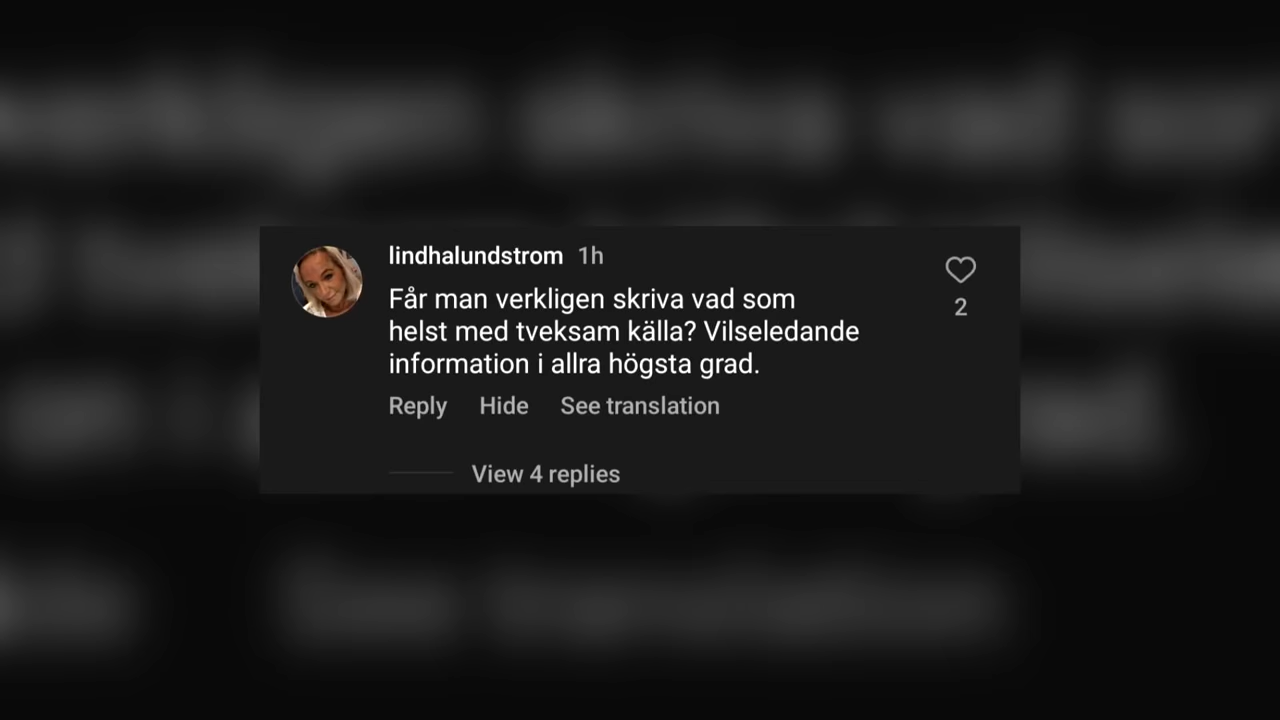 lindhalundstrom 1h
Får man verkligen skriva vad som
helst med tveksam källa? Vilseledande
information i allra högsta grad.
2
Reply Hide See translation
View 4 replies